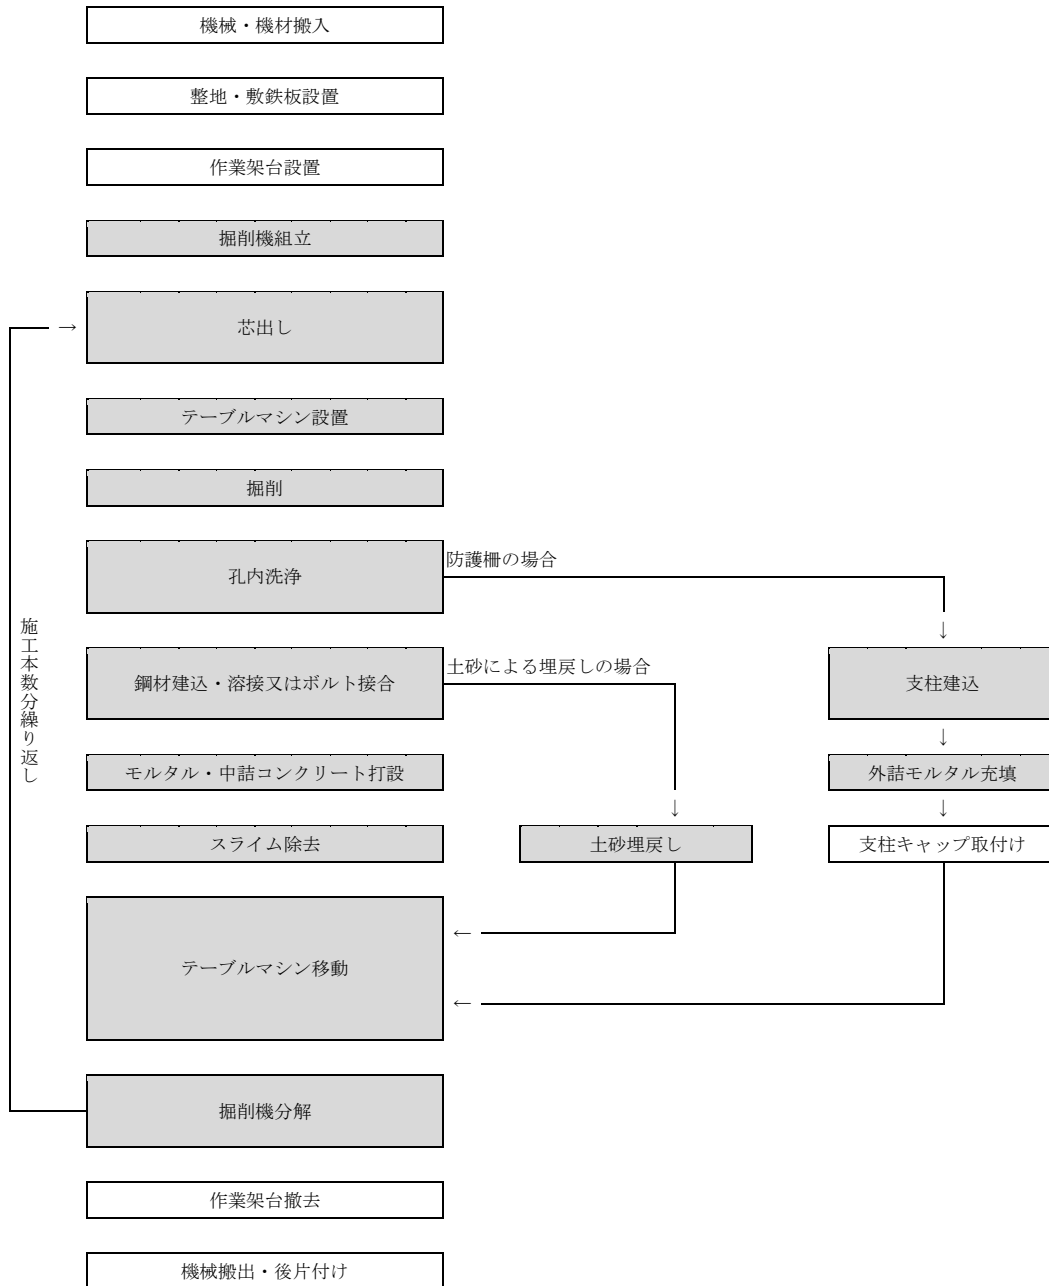 機械・機材搬入
整地・敷鉄板設置
作業架台設置
掘削機組立
→
芯出し
テーブルマシン設置
掘削
孔内洗浄
防護柵の場合
↓
施工本数分繰り返し
鋼材建込・溶接又はボルト接合
土砂による埋戻しの場合
支柱建込
↓
モルタル・中詰コンクリート打設
外詰モルタル充填
↓
↓
スライム除去
土砂埋戻し
支柱キャップ取付け
←
テーブルマシン移動
←
掘削機分解
作業架台撤去
機械搬出・後片付け